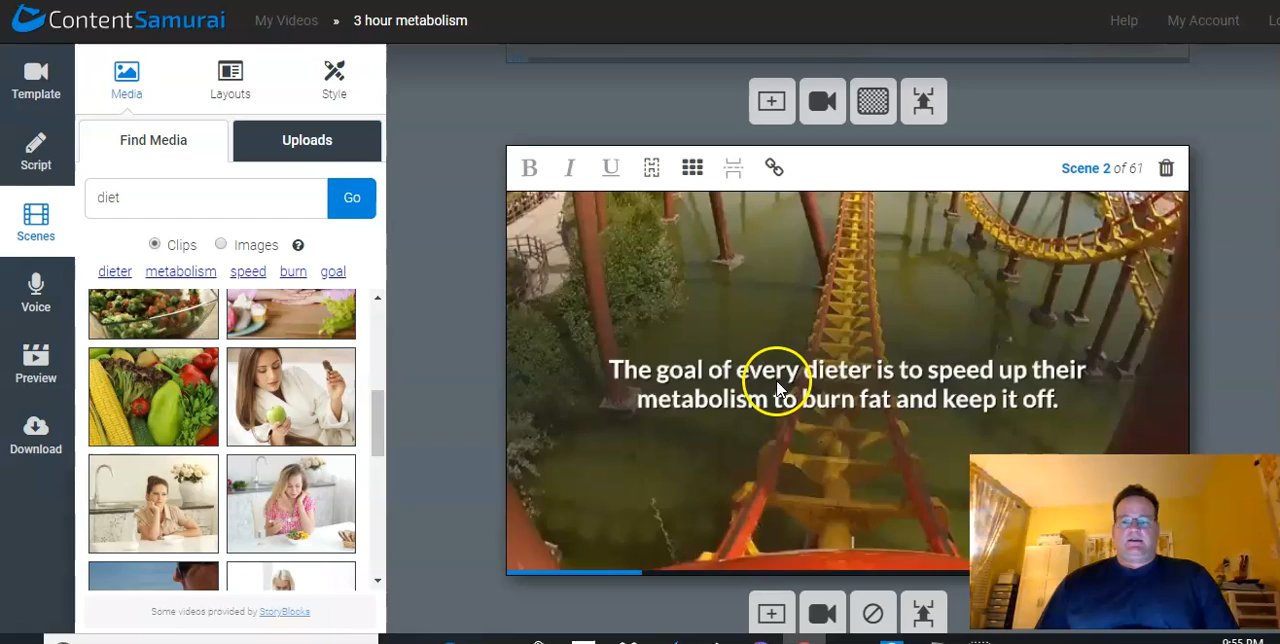 ContentSamurai My Videos » 3 hour metabolism Help My Account
Template
Script
Scenes
Voice
Preview
Download
Media Layouts Style
Find Media Uploads
diet Go
Clips Images ?
dieter metabolism speed burn goal
Some videos provided by StoryBlocks
B I U Scene 2 of 61
The goal of every dieter is to speed up their
metabolism to burn fat and keep it off.
9:55 PM